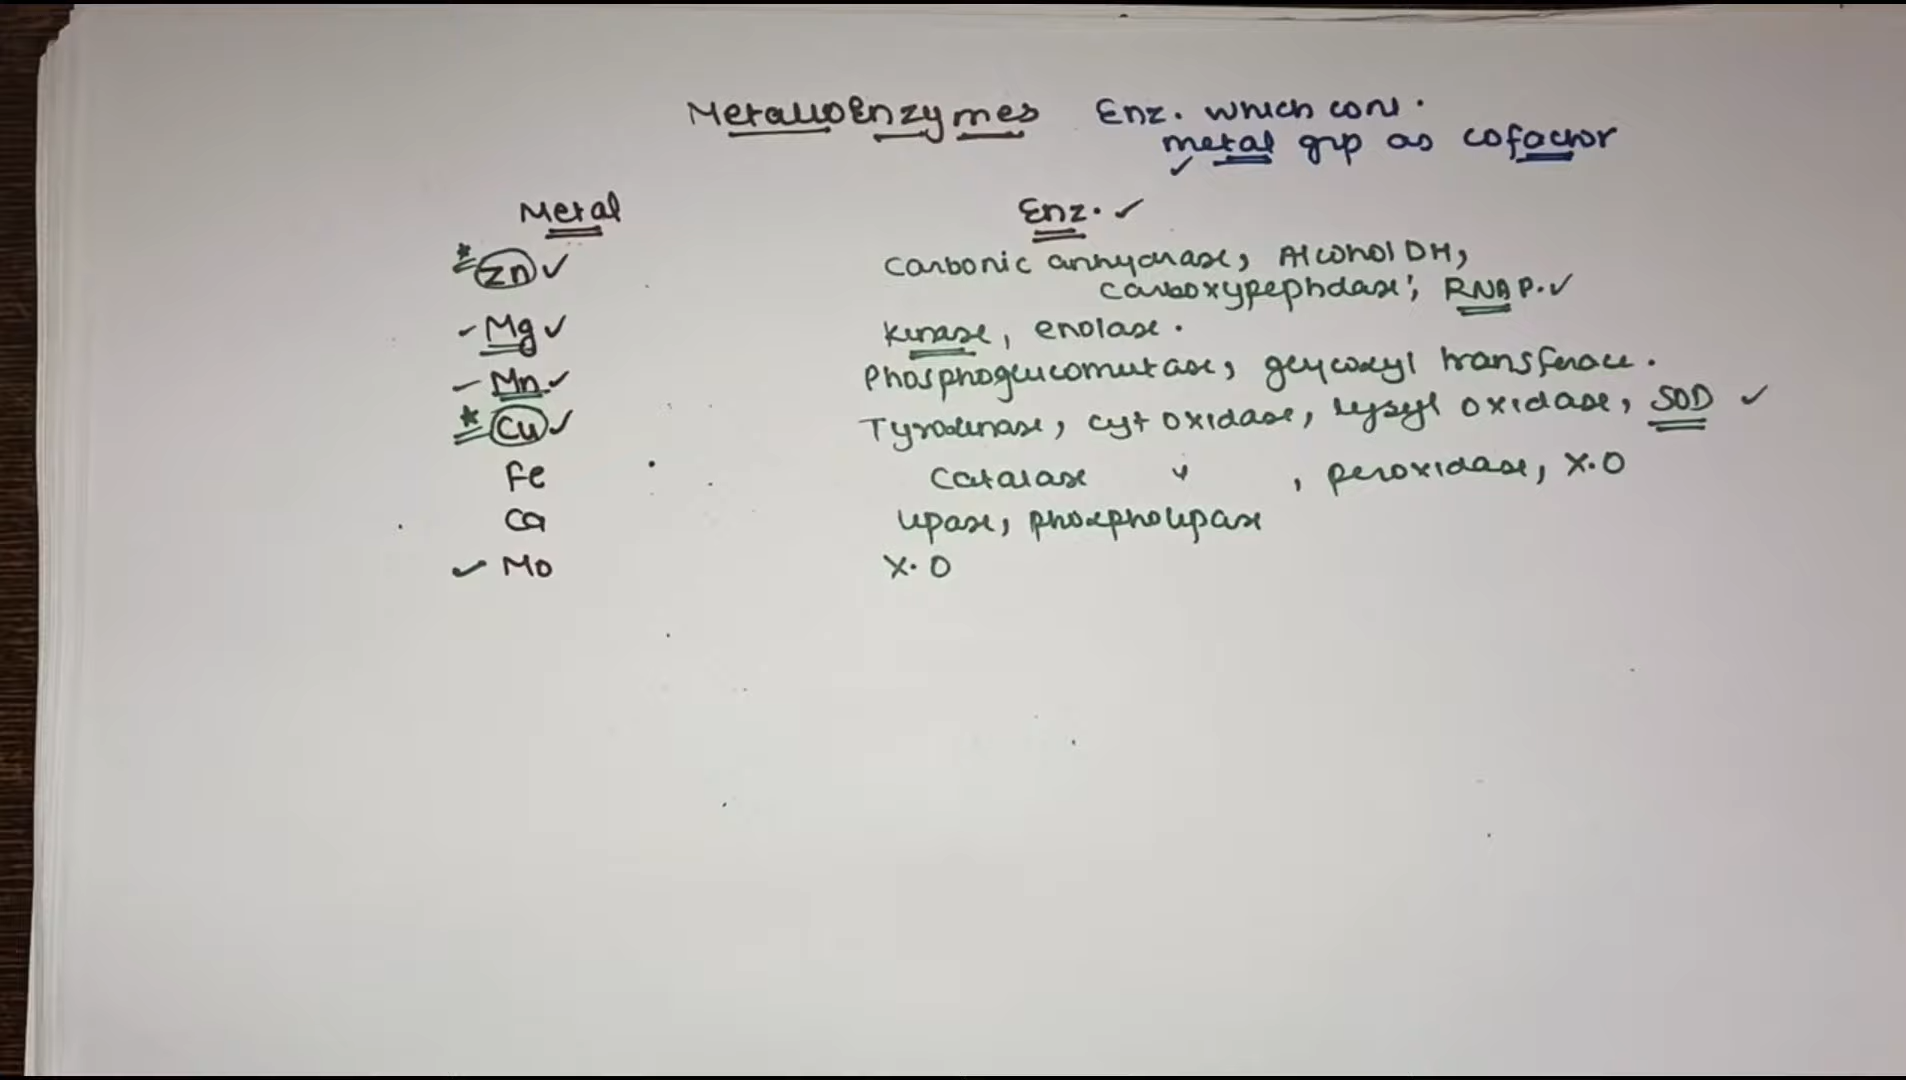 MetalloEnzymes Enz. which cont.
metal grp as cofactor
Metal Enz.
Zn Carbonic anhydrase, Alcohol DH,
carboxypeptidase, RNAP.
Mg Kinase, enolase.
Mn Phosphoglucomutase, glycosyl transferase.
Cu Tyrosinase, cyt oxidase, lysyl oxidase, SOD
Fe Catalase , peroxidase, X.O
Ca lipase, phospholipase
Mo X.O